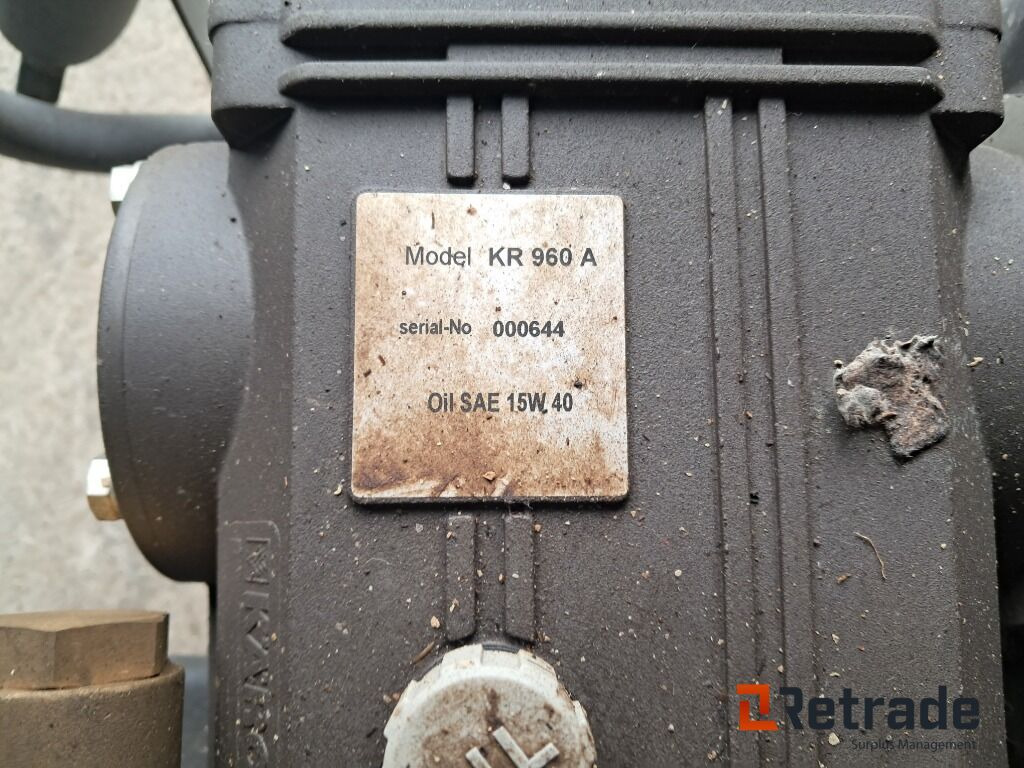 Model KR 960 A
serial-No 000644
Oil SAE 15W 40
Retrade
Surplus Management